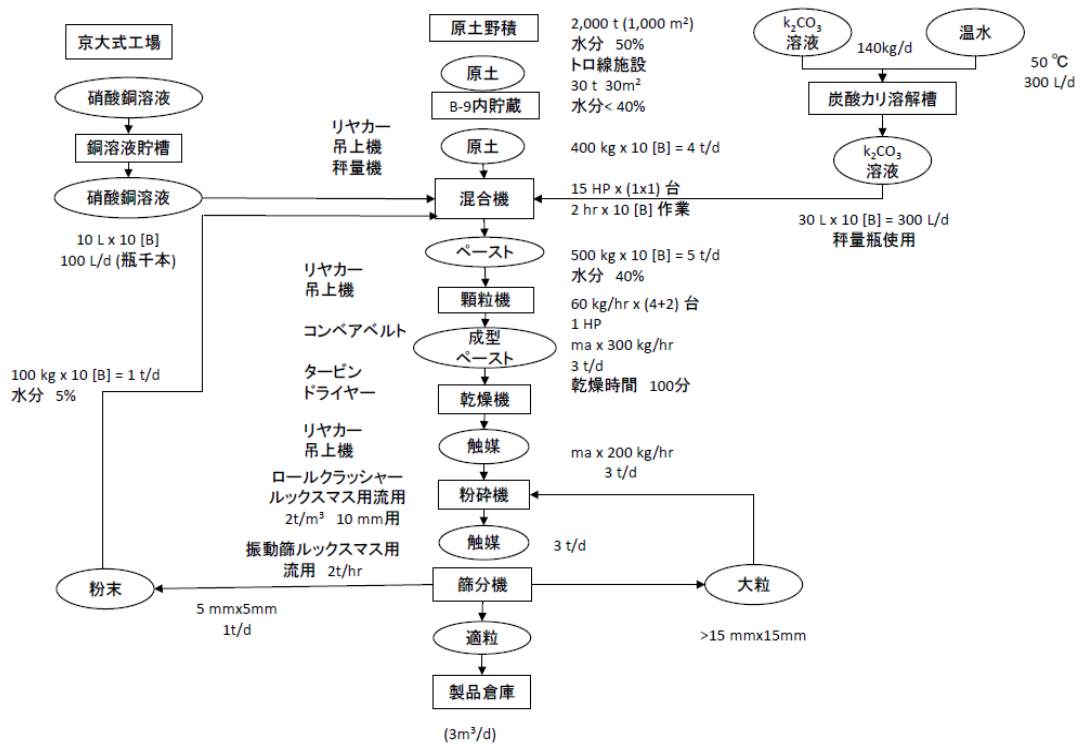 京大式工場
硝酸銅溶液
銅溶液貯槽
硝酸銅溶液
10 L x 10 [B]
100 L/d (瓶千本)
100 kg x 10 [B] = 1 t/d
水分 5%
粉末
リヤカー
吊上機
秤量機
リヤカー
吊上機
コンベアベルト
タービン
ドライヤー
リヤカー
吊上機
ロールクラッシャー
ルックスマス用流用
2t/m³ 10 mm用
振動篩ルックスマス用
流用 2t/hr
5 mmx5mm
1t/d
原土野積
原土
B-9内貯蔵
原土
混合機
ペースト
顆粒機
成型
ペースト
乾燥機
触媒
粉砕機
触媒
篩分機
適粒
製品倉庫
(3m³/d)
2,000 t (1,000 m²)
水分 50%
トロ線施設
30 t 30m²
水分< 40%
400 kg x 10 [B] = 4 t/d
15 HP x (1x1) 台
2 hr x 10 [B] 作業
500 kg x 10 [B] = 5 t/d
水分 40%
60 kg/hr x (4+2) 台
1 HP
ma x 300 kg/hr
3 t/d
乾燥時間 100分
ma x 200 kg/hr
3 t/d
3 t/d
k₂CO₃
溶液
140kg/d
温水
50 ℃
300 L/d
炭酸カリ溶解槽
k₂CO₃
溶液
30 L x 10 [B] = 300 L/d
秤量瓶使用
大粒
>15 mmx15mm